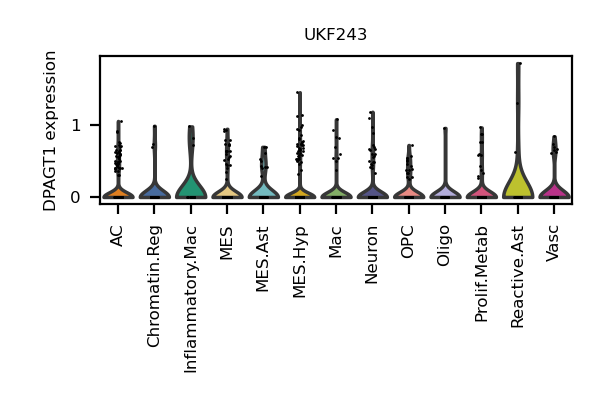 UKF243
DPAGT1 expression
1
0
AC
Chromatin.Reg
Inflammatory.Mac
MES
MES.Ast
MES.Hyp
Mac
Neuron
OPC
Oligo
Prolif.Metab
Reactive.Ast
Vasc